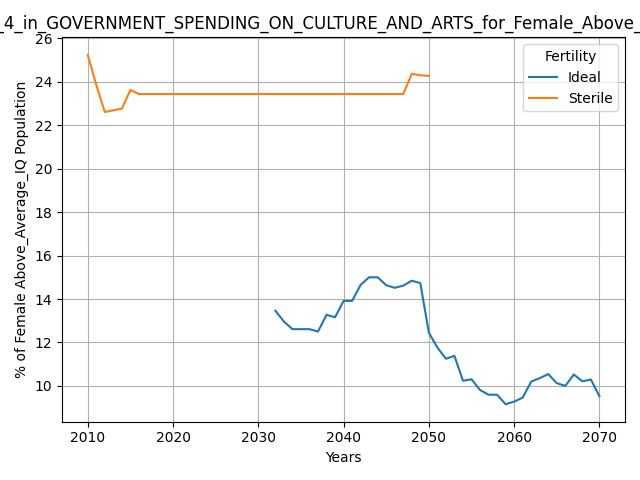 _4_in_GOVERNMENT_SPENDING_ON_CULTURE_AND_ARTS_for_Female_Above_
Fertility
Ideal
Sterile
% of Female Above_Average_IQ Population
26
24
22
20
18
16
14
12
10
2010 2020 2030 2040 2050 2060 2070
Years